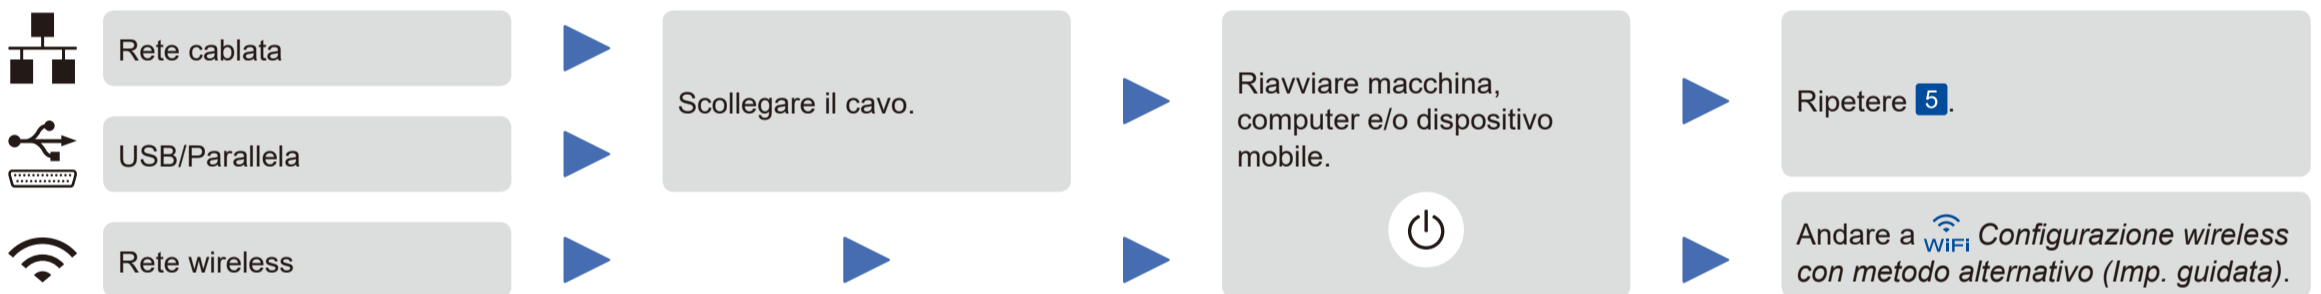 Rete cablata
USB/Parallela
Rete wireless
Scollegare il cavo.
Riavviare macchina,
computer e/o dispositivo
mobile.
Ripetere 5.
Andare a WiFi Configurazione wireless
con metodo alternativo (Imp. guidata).